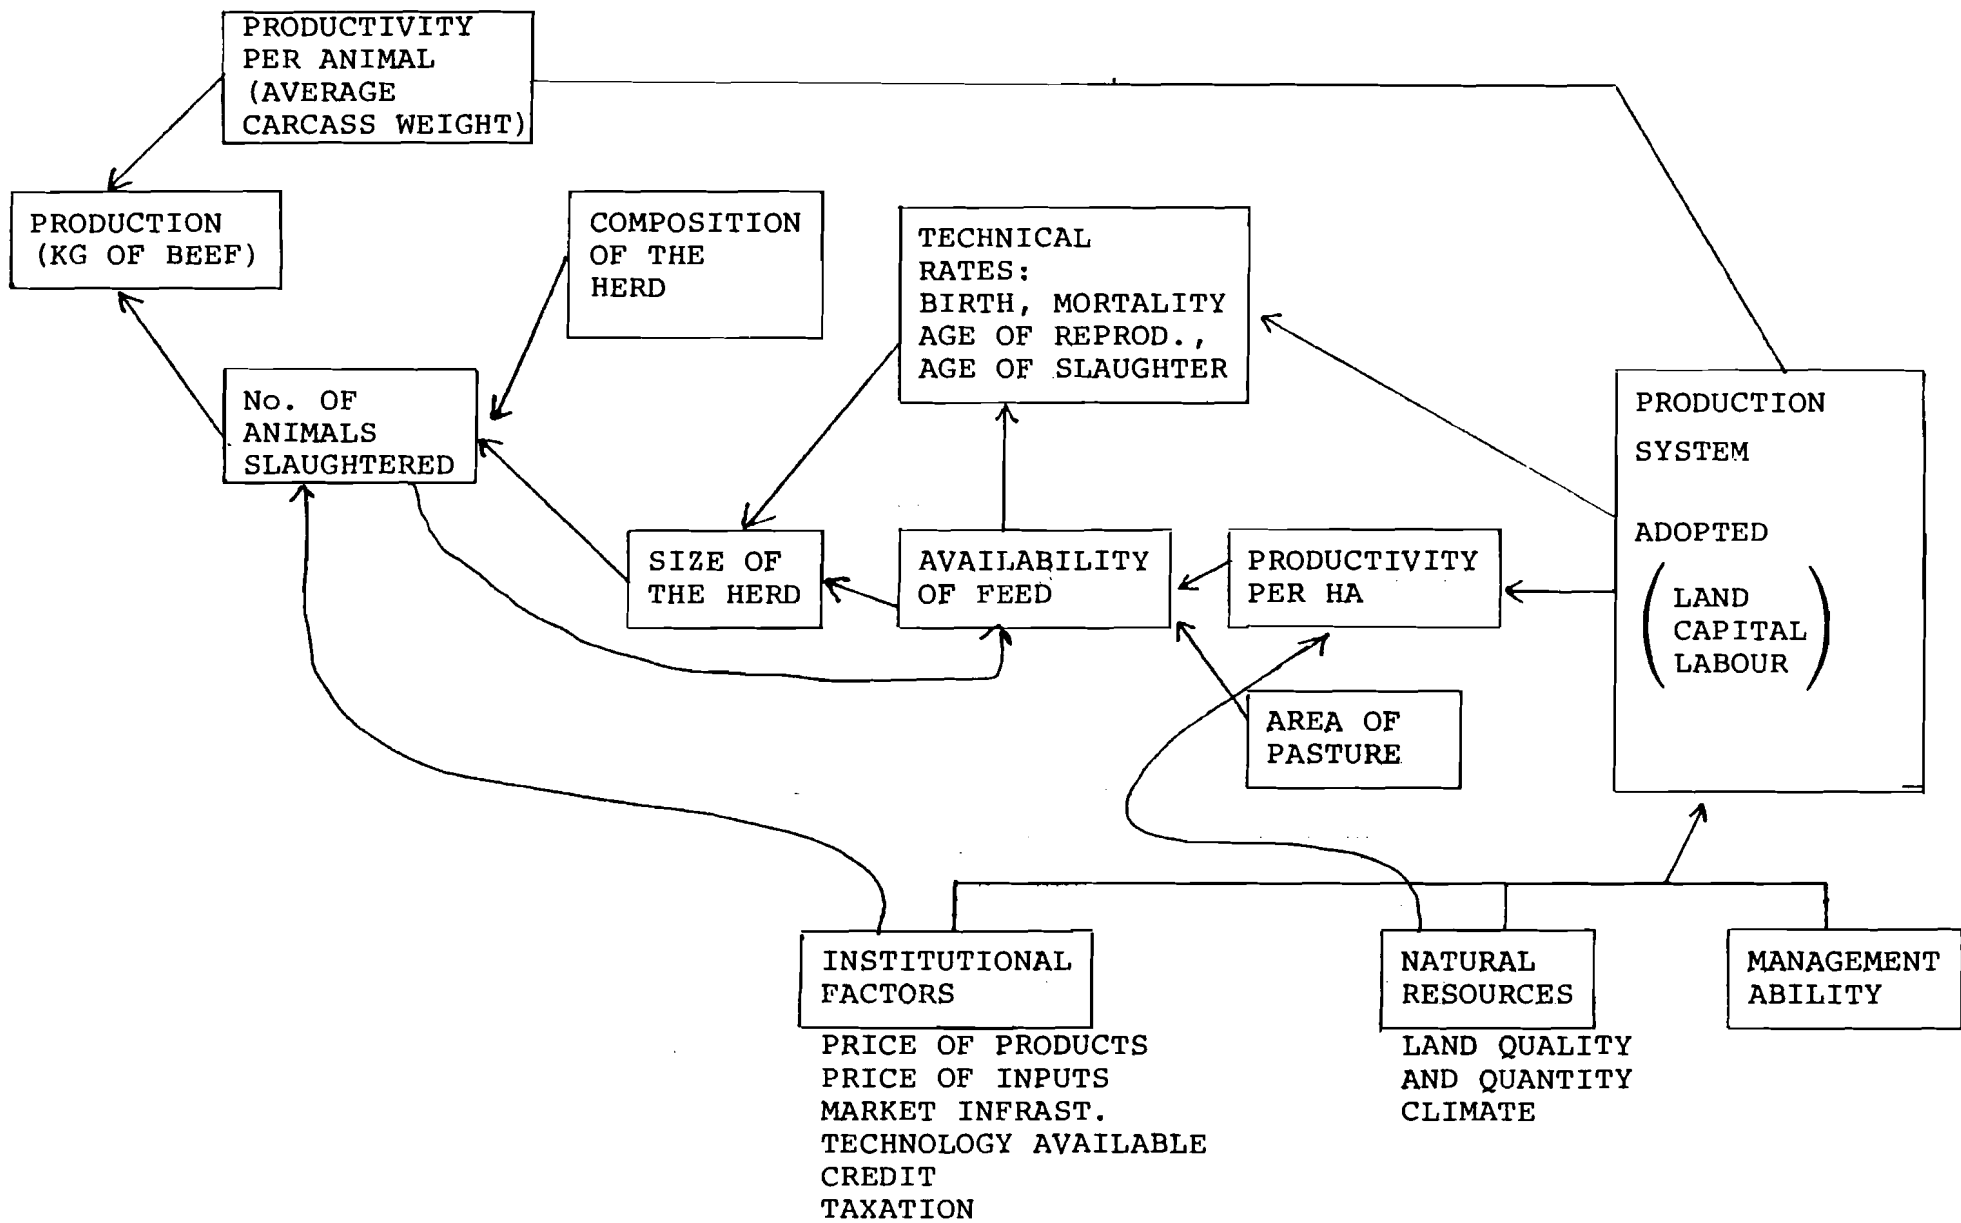 PRODUCTIVITY
PER ANIMAL
(AVERAGE
CARCASS WEIGHT)
PRODUCTION
(KG OF BEEF)
COMPOSITION
OF THE
HERD
TECHNICAL
RATES:
BIRTH, MORTALITY
AGE OF REPROD.,
AGE OF SLAUGHTER
No. OF
ANIMALS
SLAUGHTERED
PRODUCTION
SYSTEM
ADOPTED
LAND
CAPITAL
LABOUR
SIZE OF
THE HERD
AVAILABILITY
OF FEED
PRODUCTIVITY
PER HA
AREA OF
PASTURE
INSTITUTIONAL
FACTORS
PRICE OF PRODUCTS
PRICE OF INPUTS
MARKET INFRAST.
TECHNOLOGY AVAILABLE
CREDIT
TAXATION
NATURAL
RESOURCES
LAND QUALITY
AND QUANTITY
CLIMATE
MANAGEMENT
ABILITY